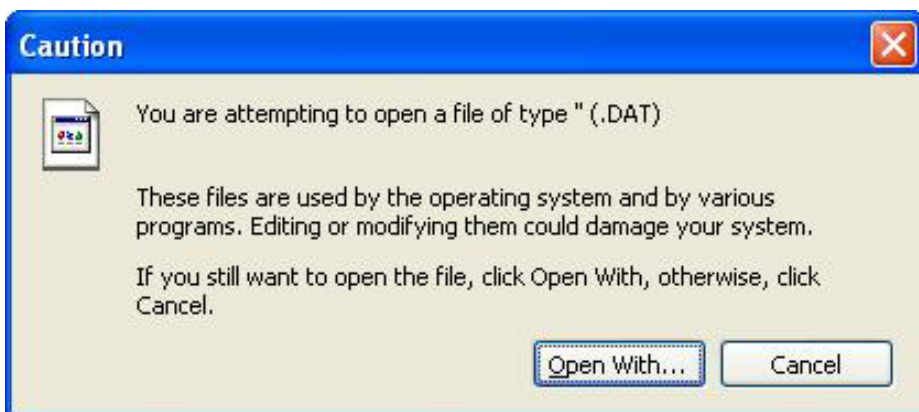 Caution
You are attempting to open a file of type " (.DAT)
These files are used by the operating system and by various
programs. Editing or modifying them could damage your system.
If you still want to open the file, click Open With, otherwise, click
Cancel.
Open With... Cancel